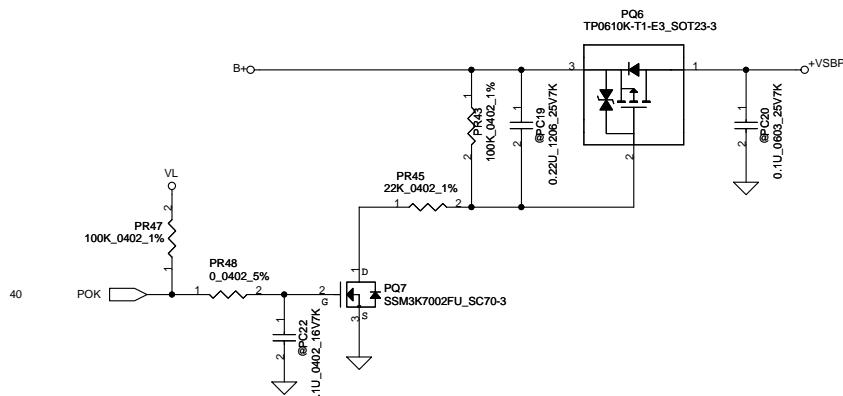 PQ6
TP0610K-T1-E3_SOT23-3
B+
3
1
+VSBP
2
1
PR43
100K_0402_1%
2
1
@PC19
0.22U_1206_25V7K
2
1
@PC20
0.1U_0603_25V7K
2
VL
2
PR47
100K_0402_1%
1
PR45
22K_0402_1%
1
2
PR48
0_0402_5%
40
POK
1
2
1
D
2
G
PQ7
SSM3K7002FU_SC70-3
3
S
1
@PC22
.1U_0402_16V7K
2